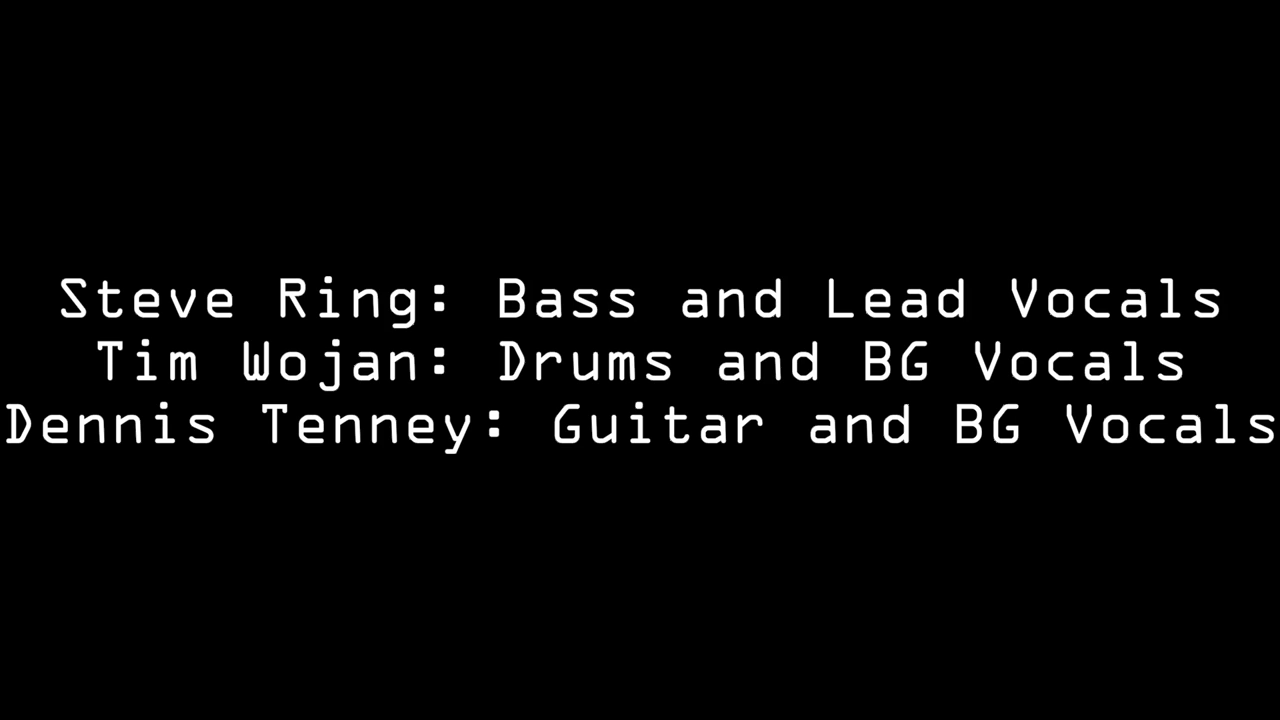 Steve Ring: Bass and Lead Vocals
Tim Wojan: Drums and BG Vocals
Dennis Tenney: Guitar and BG Vocals